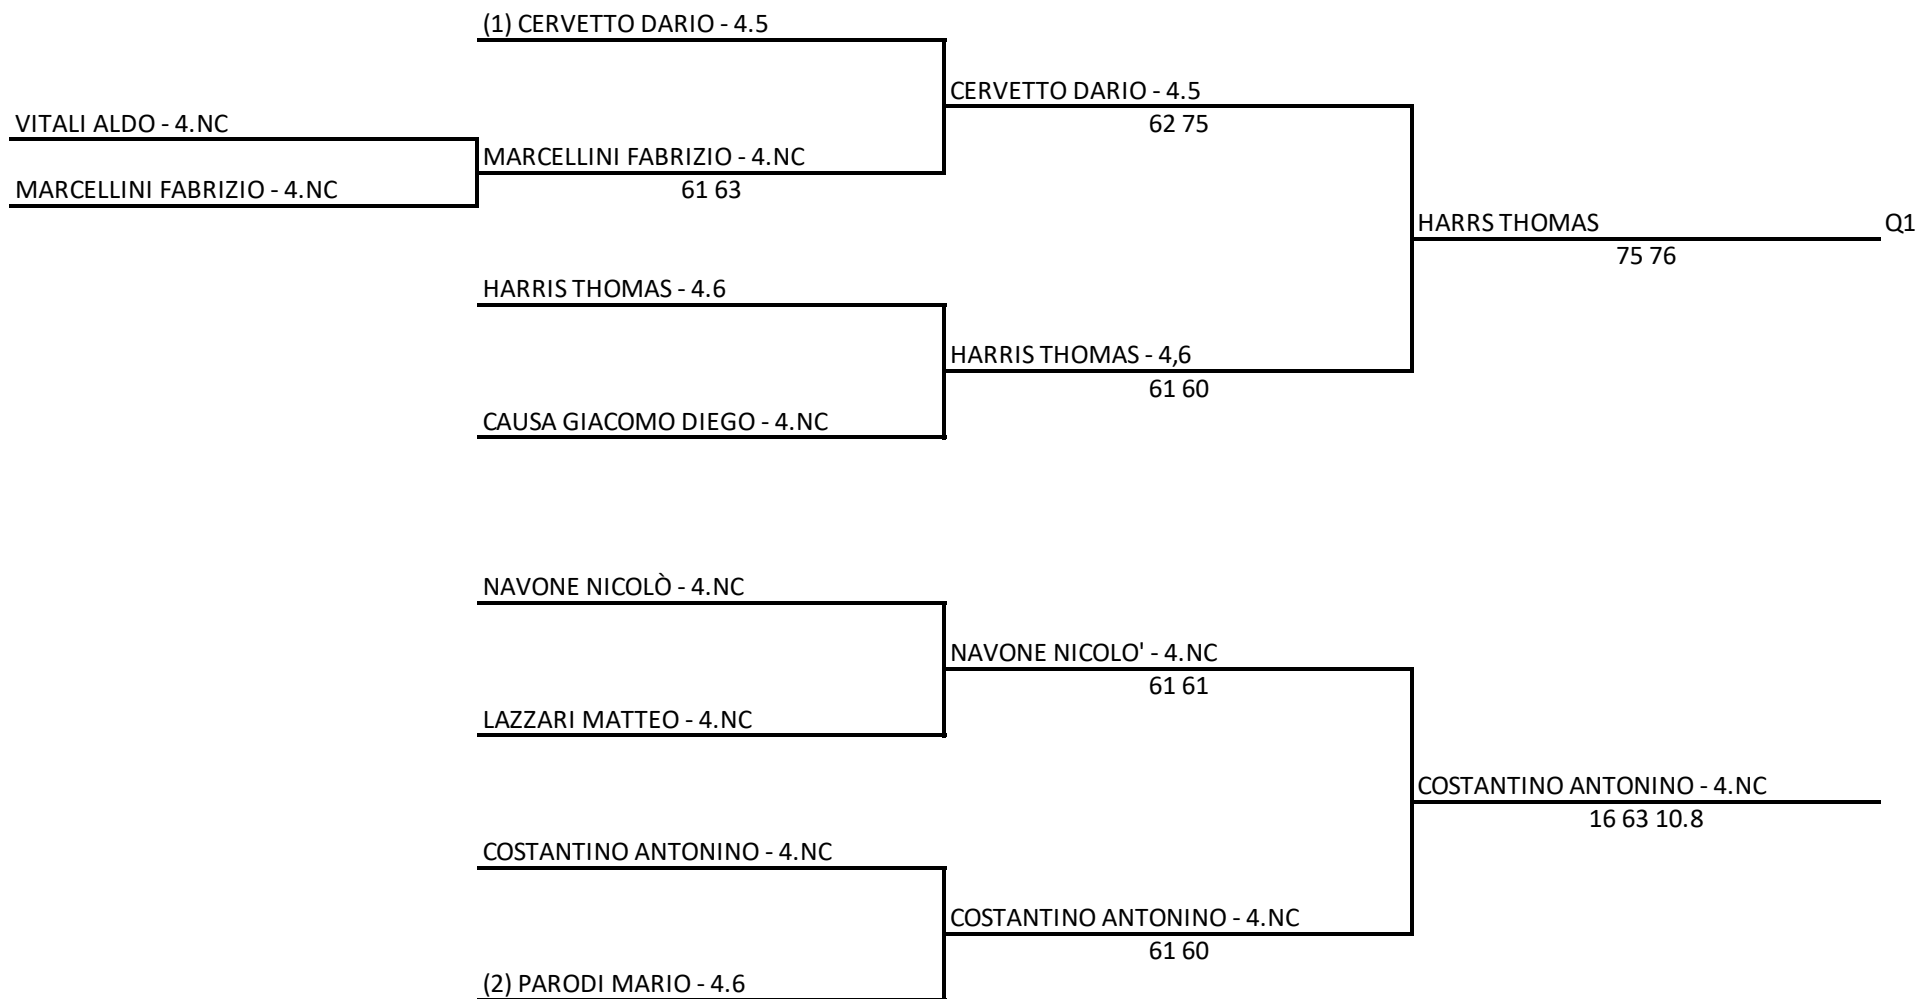 (1) CERVETTO DARIO - 4.5
CERVETTO DARIO - 4.5
VITALI ALDO - 4.NC
62 75
MARCELLINI FABRIZIO - 4.NC
MARCELLINI FABRIZIO - 4.NC
61 63
HARRS THOMAS
Q1
75 76
HARRIS THOMAS - 4.6
HARRIS THOMAS - 4,6
61 60
CAUSA GIACOMO DIEGO - 4.NC
NAVONE NICOLÒ - 4.NC
NAVONE NICOLO' - 4.NC
61 61
LAZZARI MATTEO - 4.NC
COSTANTINO ANTONINO - 4.NC
16 63 10.8
COSTANTINO ANTONINO - 4.NC
COSTANTINO ANTONINO - 4.NC
61 60
(2) PARODI MARIO - 4.6